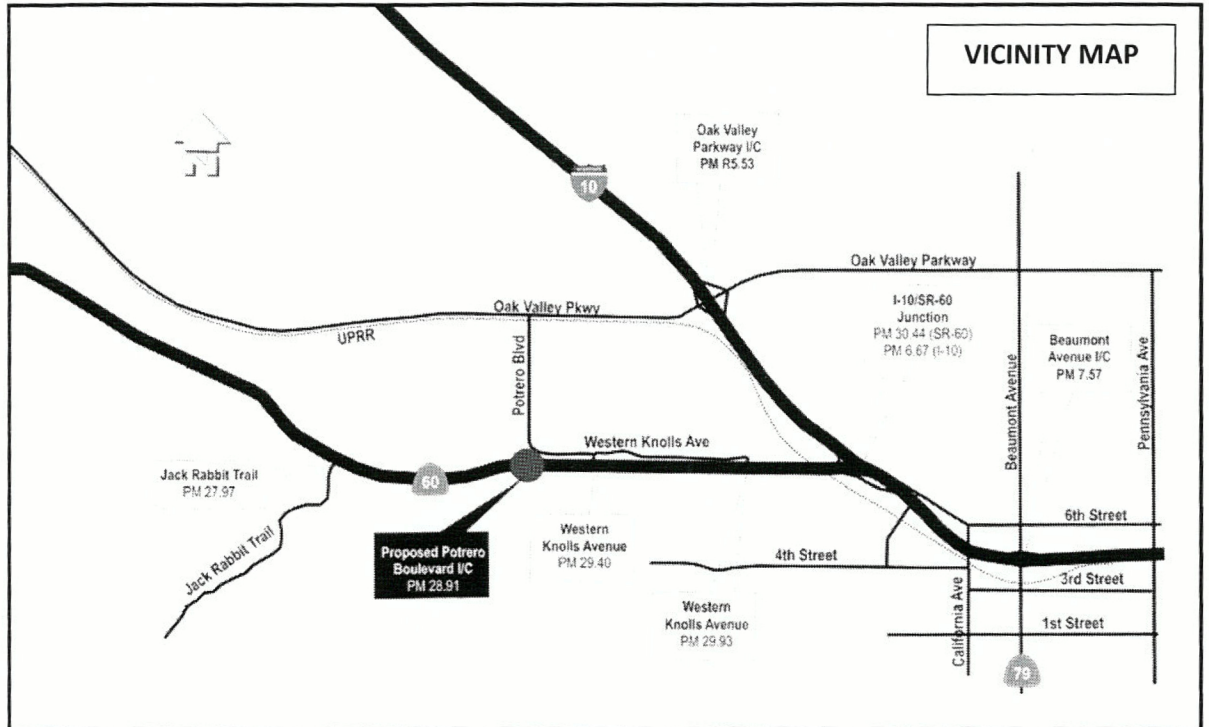 VICINITY MAP
Oak Valley
Parkway I/C
PM R5.53
10
Oak Valley Parkway
I-10/SR-60
Junction
PM 30.44 (SR-60)
PM 6.67 (I-10)
Beaumont
Avenue I/C
PM 7.57
Oak Valley Pkwy
UPRR
Potrero Blvd
Beaumont Avenue
Pennsylvania Ave
Western Knolls Ave
Jack Rabbit Trail
PM 27.97
60
Jack Rabbit Trail
Proposed Potrero
Boulevard I/C
PM 28.91
Western
Knolls Avenue
PM 29.40
6th Street
4th Street
3rd Street
Western
Knolls Avenue
PM 29.93
California Ave
1st Street
79